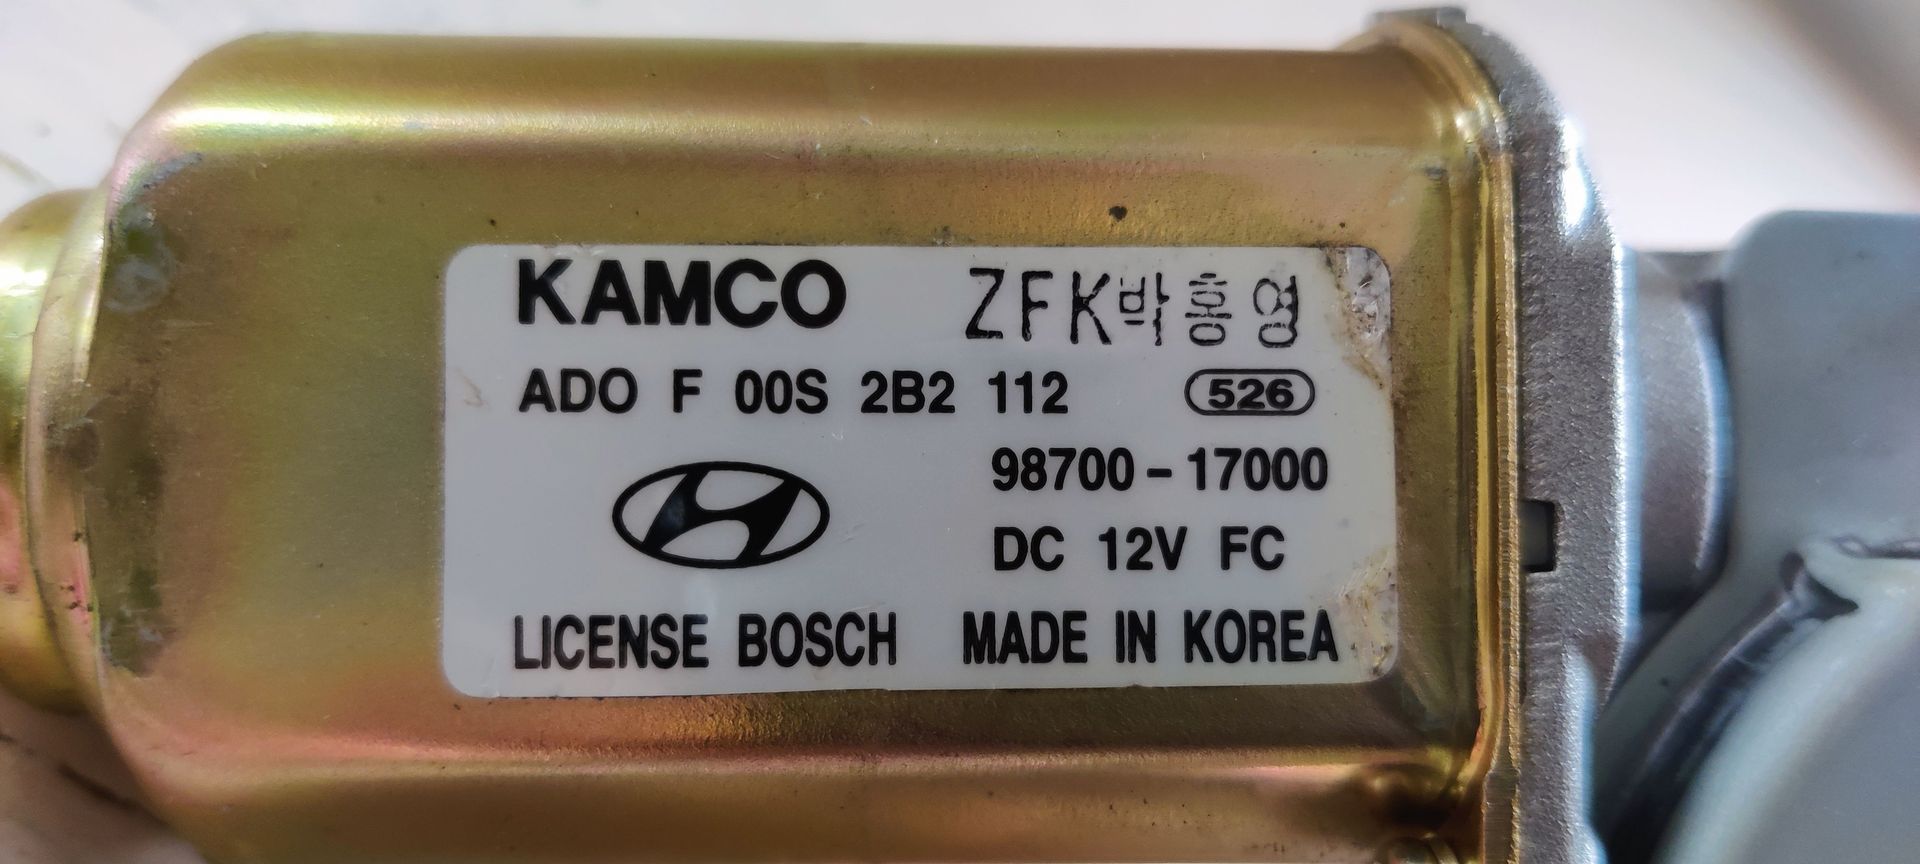 KAMCO ZFK박홍영
ADO F 00S 2B2 112 526
98700-17000
DC 12V FC
LICENSE BOSCH MADE IN KOREA